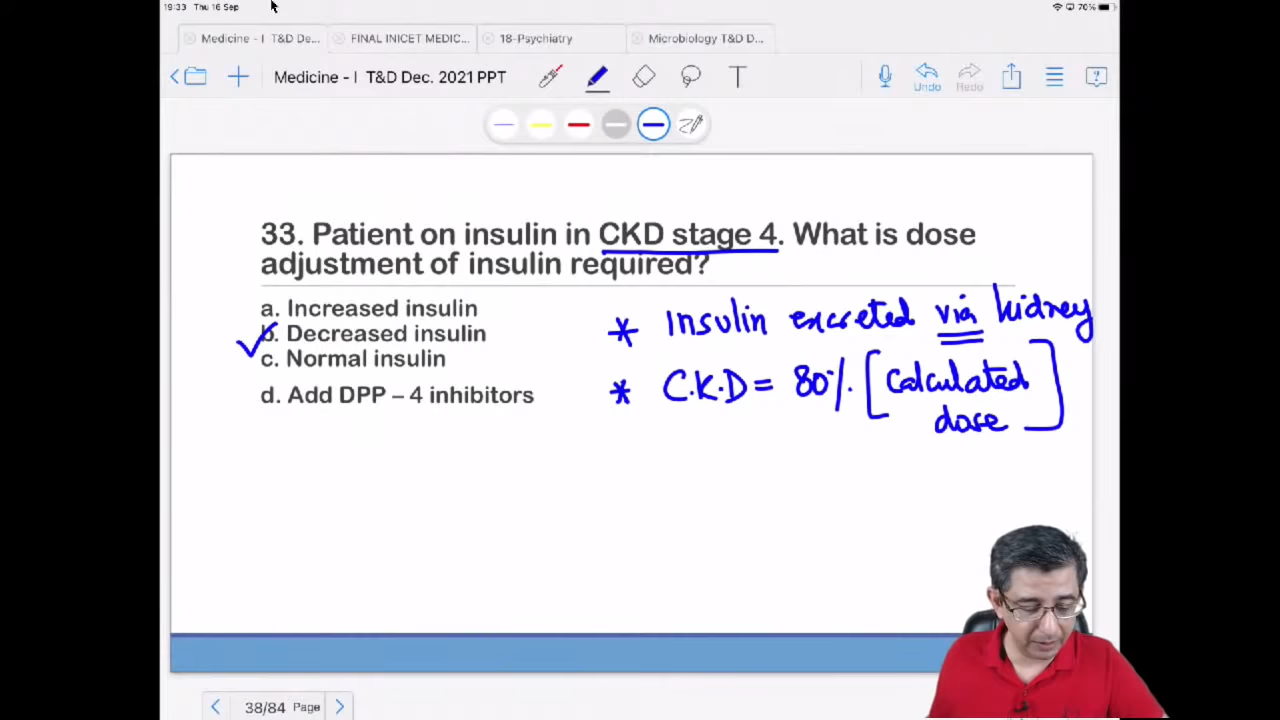 19:33 Thu 16 Sep
70%
Medicine - I T&D De...
FINAL INICET MEDIC...
18-Psychiatry
Microbiology T&D D...
Medicine - I T&D Dec. 2021 PPT
T
Undo
Redo
?
33. Patient on insulin in CKD stage 4. What is dose
adjustment of insulin required?
a. Increased insulin
b. Decreased insulin
c. Normal insulin
d. Add DPP – 4 inhibitors
* Insulin excreted via kidney
* C.K.D = 80% [calculated
dose]
38/84 Page